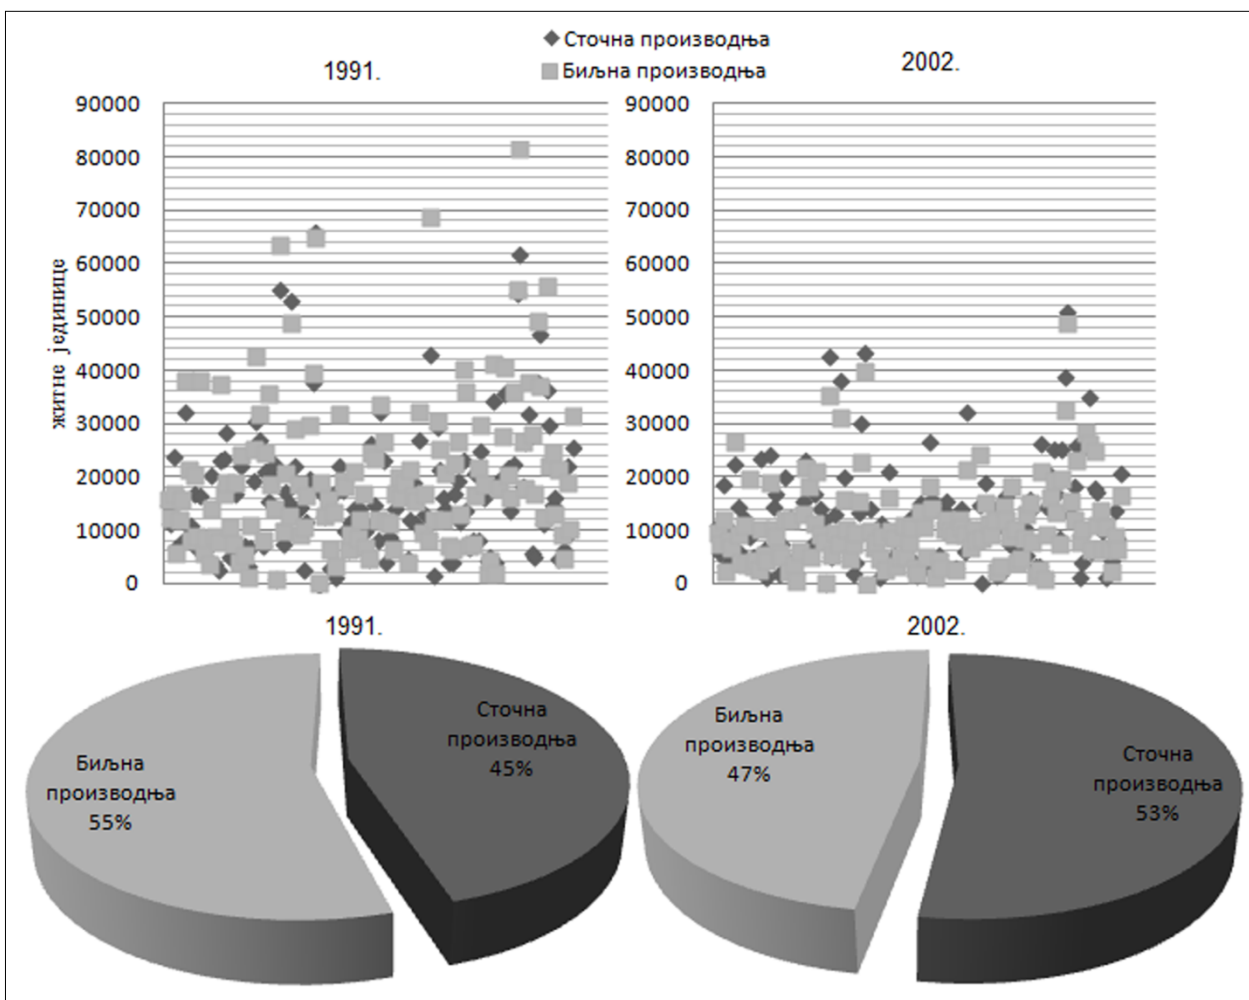 Сточна производња
Биљна производња
1991.
2002.
житне јединице
90000
80000
70000
60000
50000
40000
30000
20000
10000
0
90000
80000
70000
60000
50000
40000
30000
20000
10000
0
1991.
2002.
Биљна
производња
55%
Сточна
производња
45%
Биљна
производња
47%
Сточна
производња
53%